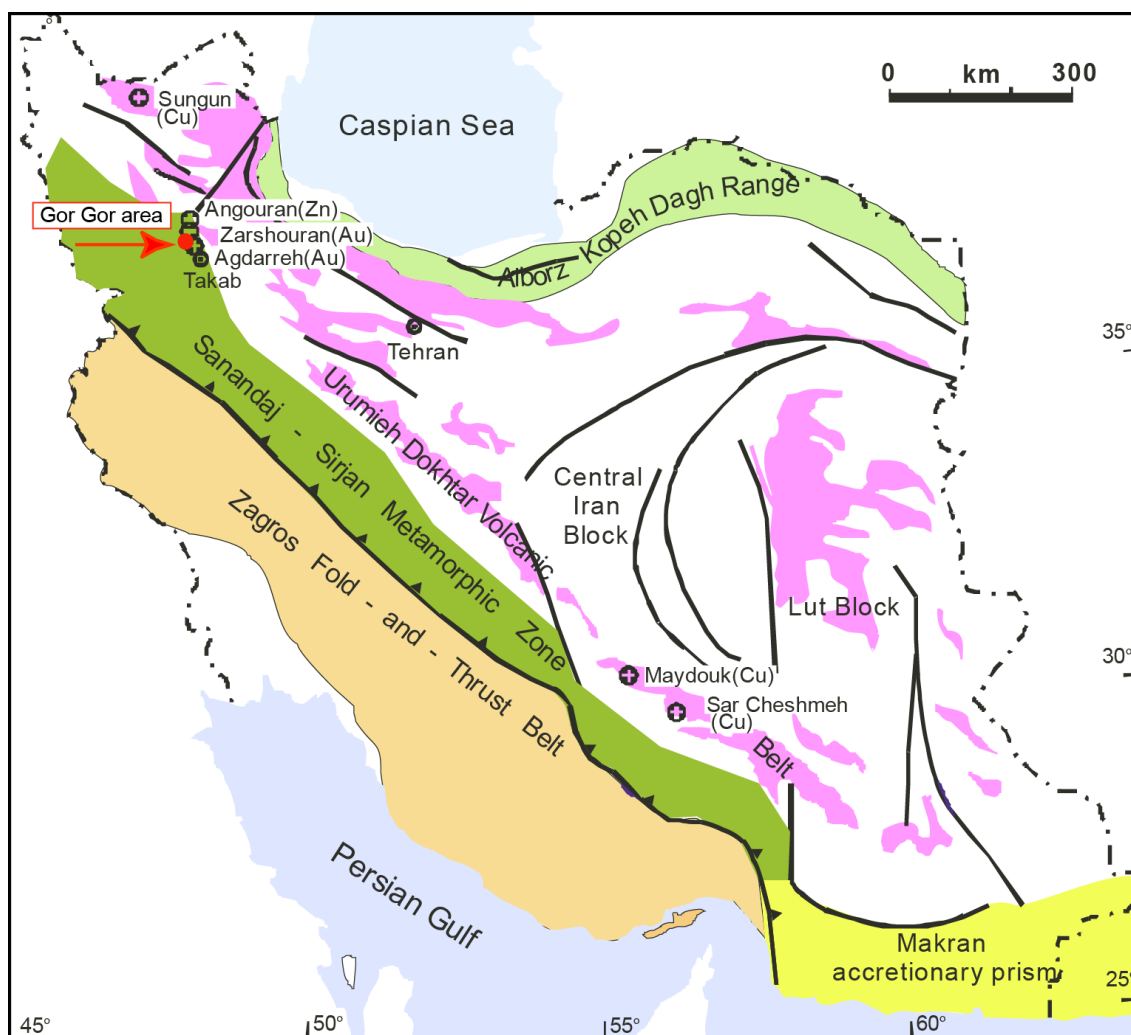 0 km 300
Sungun
(Cu)
Caspian Sea
Gor Gor area
Angouran(Zn)
Zarshouran(Au)
Agdarreh(Au)
Takab
Alborz Kopeh Dagh Range
Tehran
35°
Sanandaj - Sirjan Metamorphic Zone
Urumieh Dokhtar Volcanic
Belt
Central
Iran
Block
Zagros Fold - and - Thrust Belt
Lut Block
30°
Maydouk(Cu)
Sar Cheshmeh
(Cu)
Persian Gulf
Makran
accretionary prism
25°
45°
50°
55°
60°